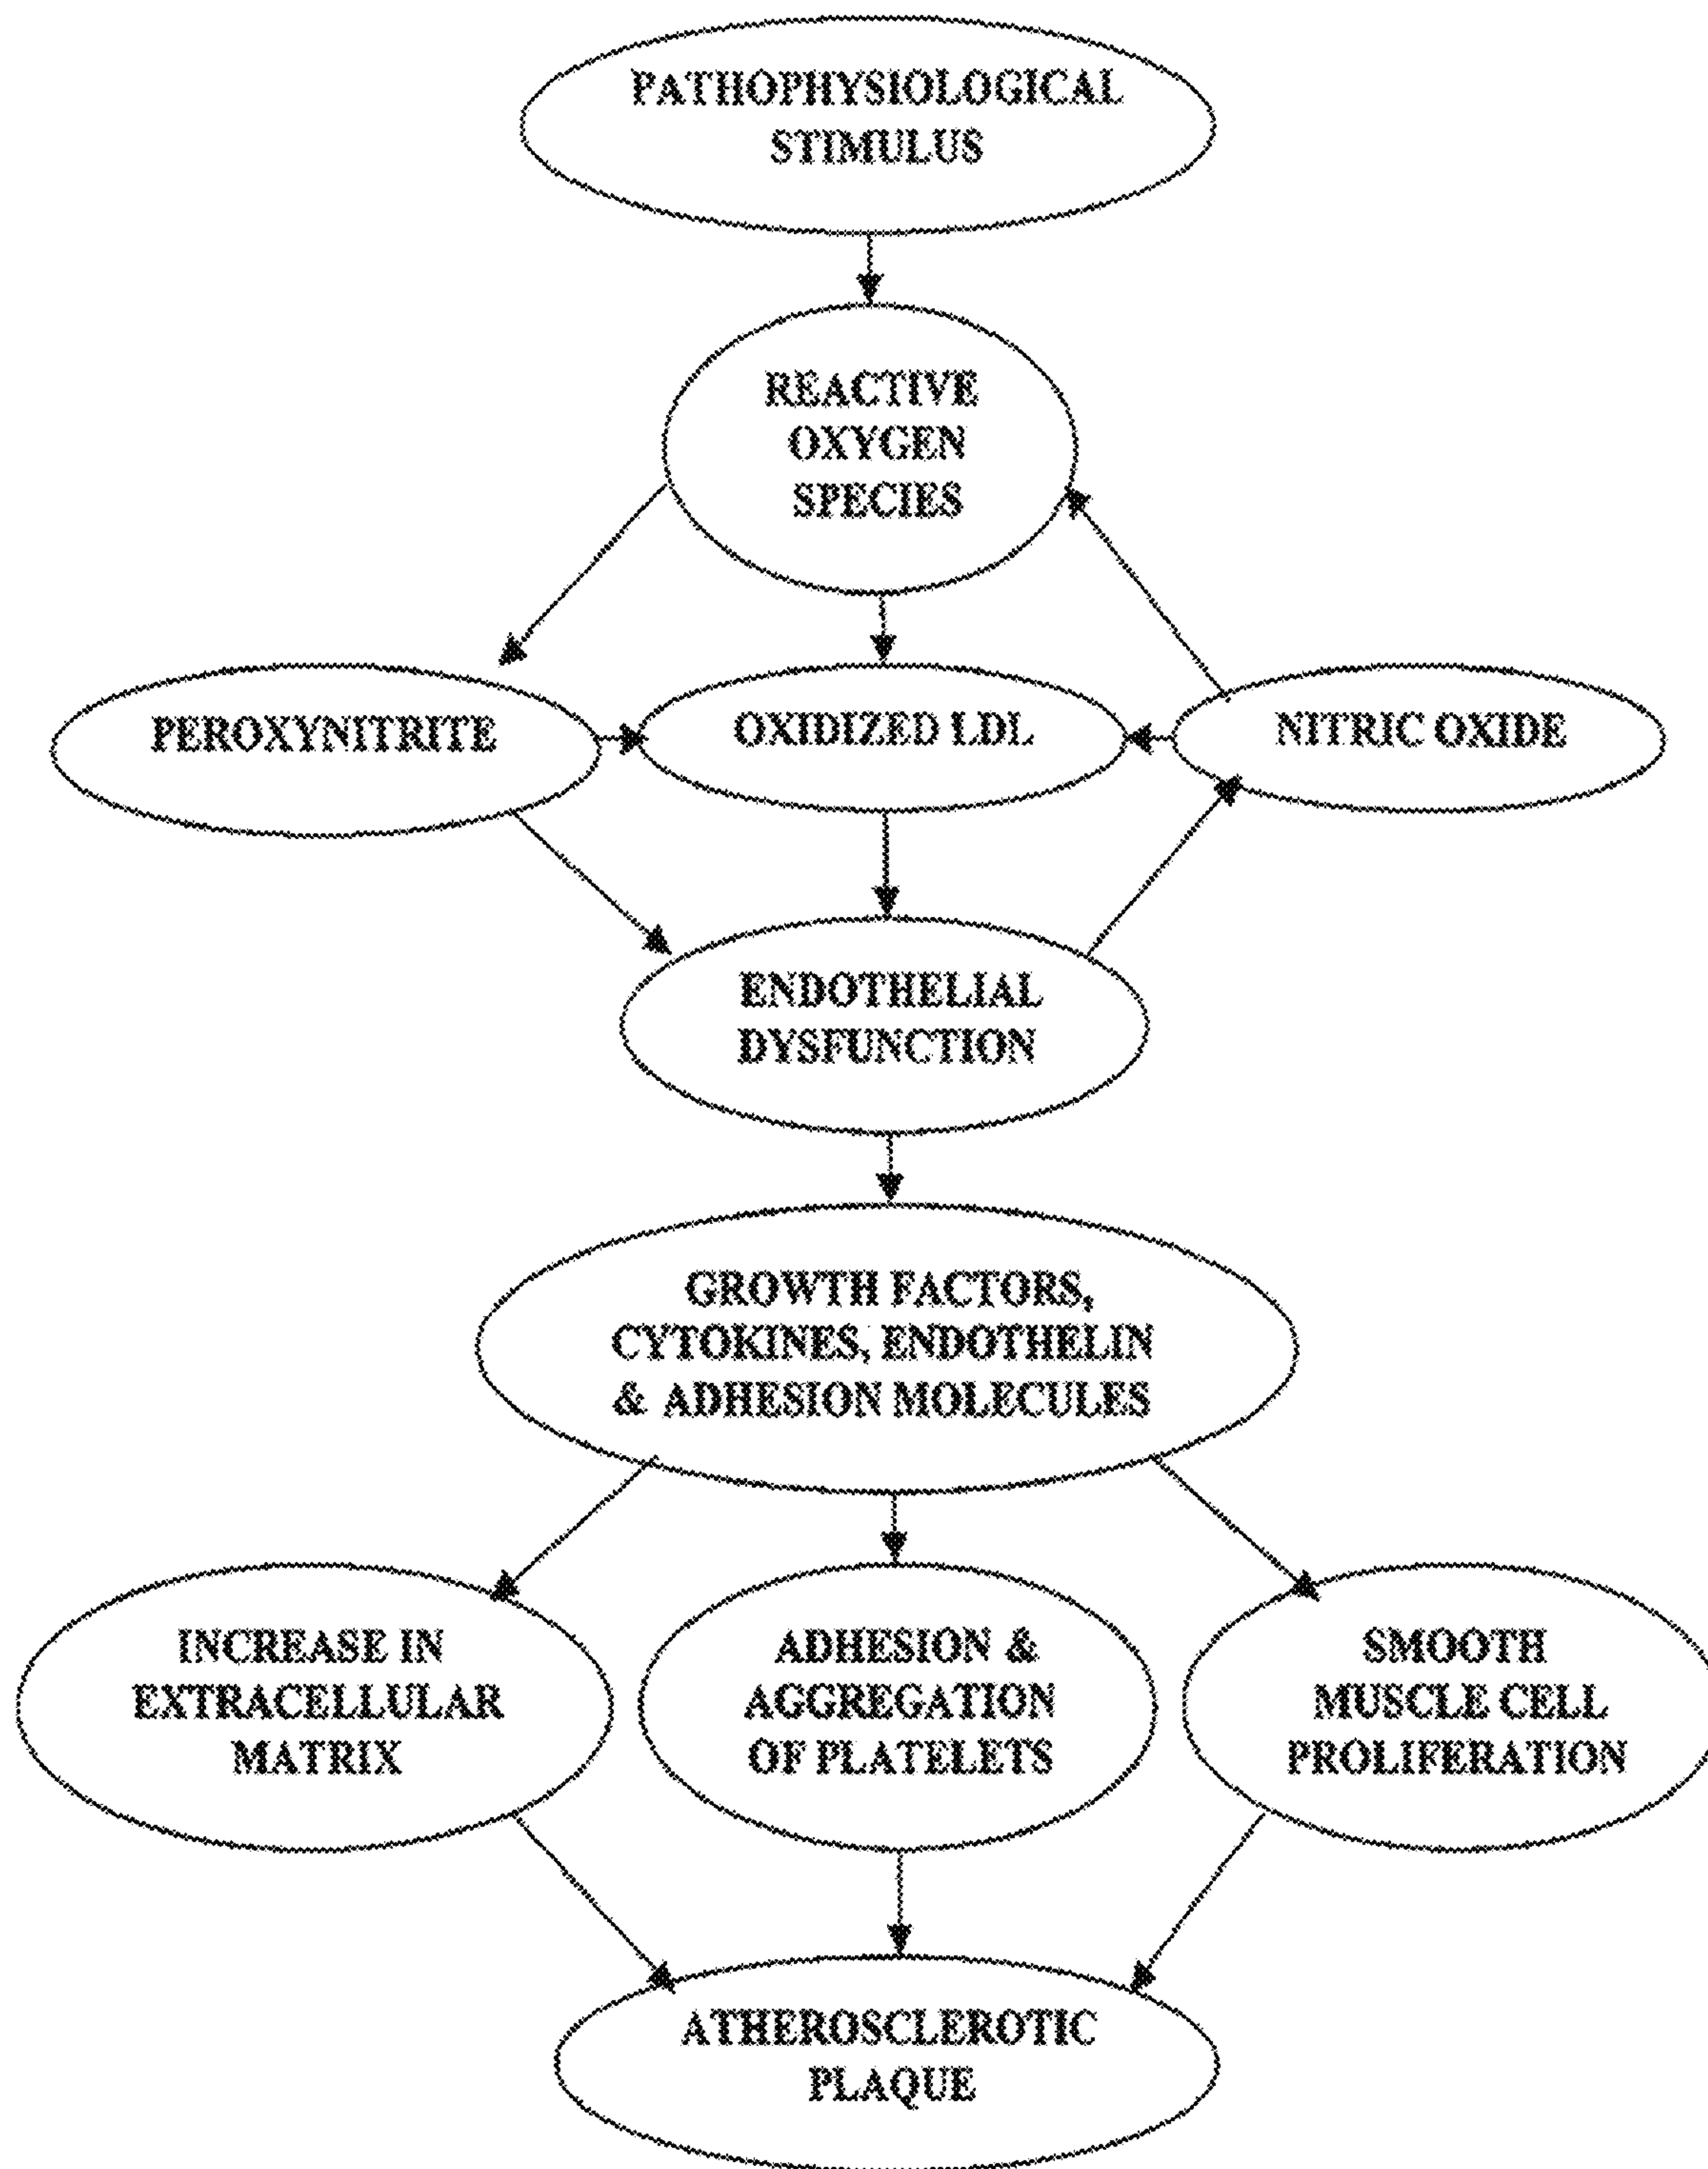 PATHOPHYSIOLOGICAL
STIMULUS
REACTIVE
OXYGEN
SPECIES
PEROXYNITRITE
OXIDIZED LDL
NITRIC OXIDE
ENDOTHELIAL
DYSFUNCTION
GROWTH FACTORS,
CYTOKINES, ENDOTHELIN
& ADHESION MOLECULES
INCREASE IN
EXTRACELLULAR
MATRIX
ADHESION &
AGGREGATION
OF PLATELETS
SMOOTH
MUSCLE CELL
PROLIFERATION
ATHEROSCLEROTIC
PLAQUE